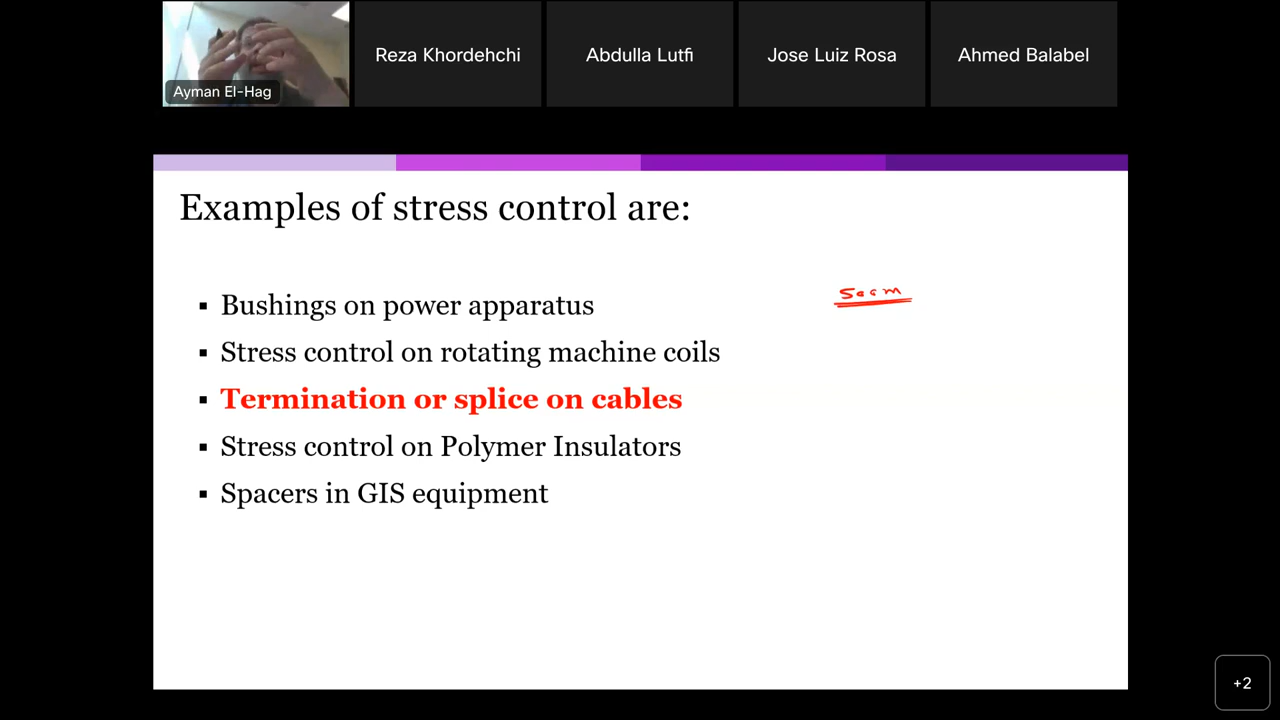 Reza Khordehchi
Abdulla Lutfi
Jose Luiz Rosa
Ahmed Balabel
Ayman El-Hag
Examples of stress control are:
500m
▪ Bushings on power apparatus
▪ Stress control on rotating machine coils
▪ Termination or splice on cables
▪ Stress control on Polymer Insulators
▪ Spacers in GIS equipment
+2